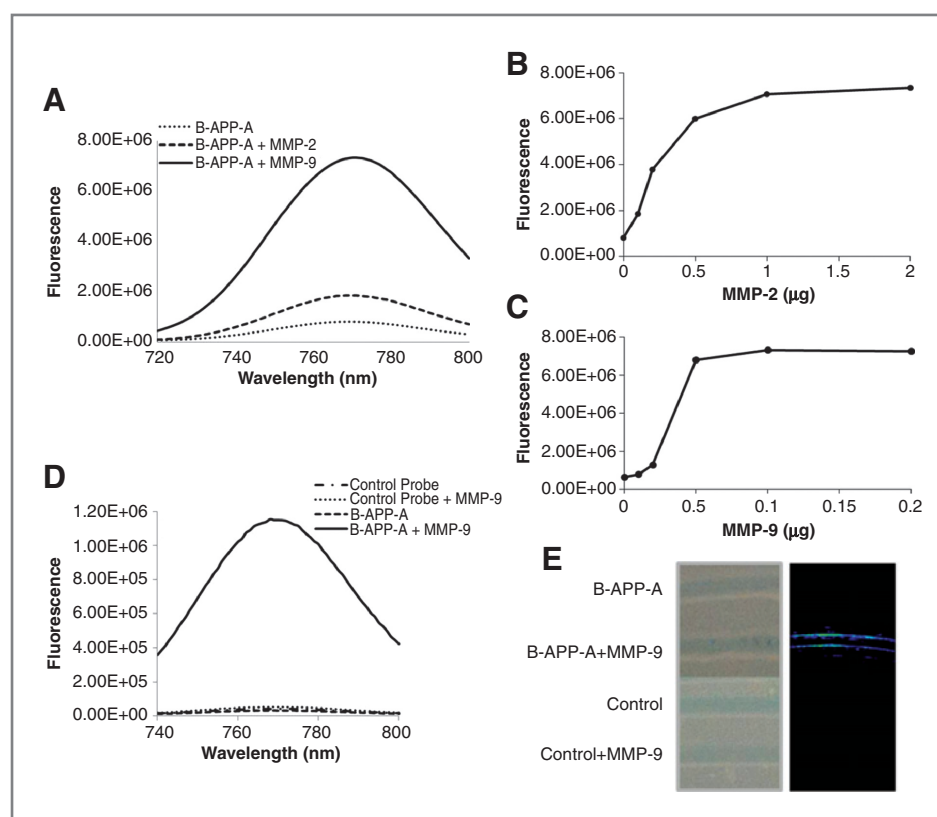 A
B-APP-A
B-APP-A + MMP-2
B-APP-A + MMP-9
8.00E+06
6.00E+06
4.00E+06
2.00E+06
0.00E+00
Fluorescence
720 740 760 780 800
Wavelength (nm)
B
8.00E+06
6.00E+06
4.00E+06
2.00E+06
0.00E+00
Fluorescence
0 0.5 1 1.5 2
MMP-2 (µg)
C
8.00E+06
6.00E+06
4.00E+06
2.00E+06
0.00E+00
Fluorescence
0 0.5 0.1 0.15 0.2
MMP-9 (µg)
D
Control Probe
Control Probe + MMP-9
B-APP-A
B-APP-A + MMP-9
1.20E+06
1.00E+06
8.00E+05
6.00E+05
4.00E+05
2.00E+05
0.00E+00
Fluorescence
740 760 780 800
Wavelength (nm)
E
B-APP-A
B-APP-A+MMP-9
Control
Control+MMP-9